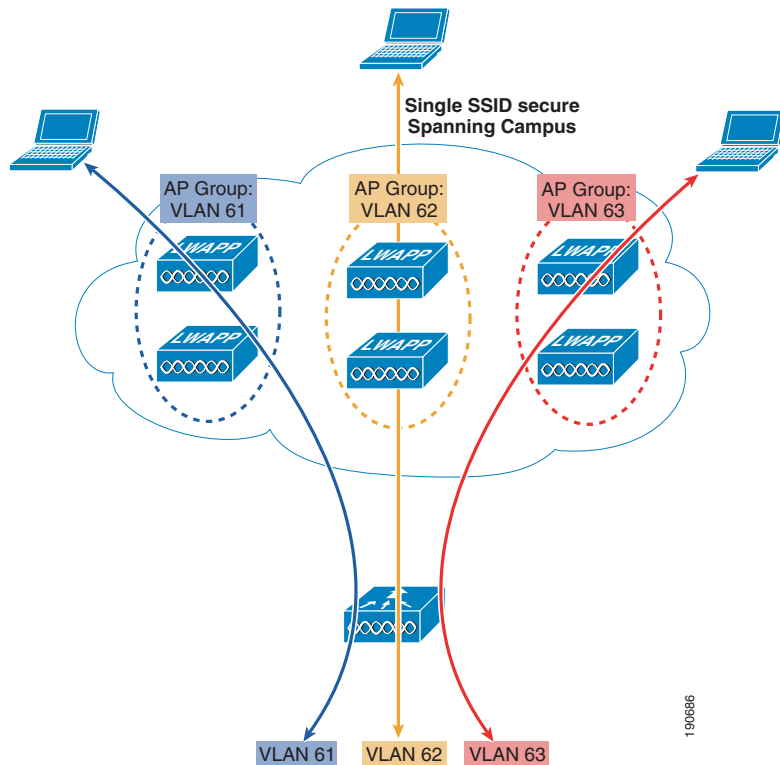 Single SSID secure
Spanning Campus
AP Group:
VLAN 61
AP Group:
VLAN 62
AP Group:
VLAN 63
LWAPP
LWAPP
LWAPP
LWAPP
LWAPP
LWAPP
VLAN 61
VLAN 62
VLAN 63
190686